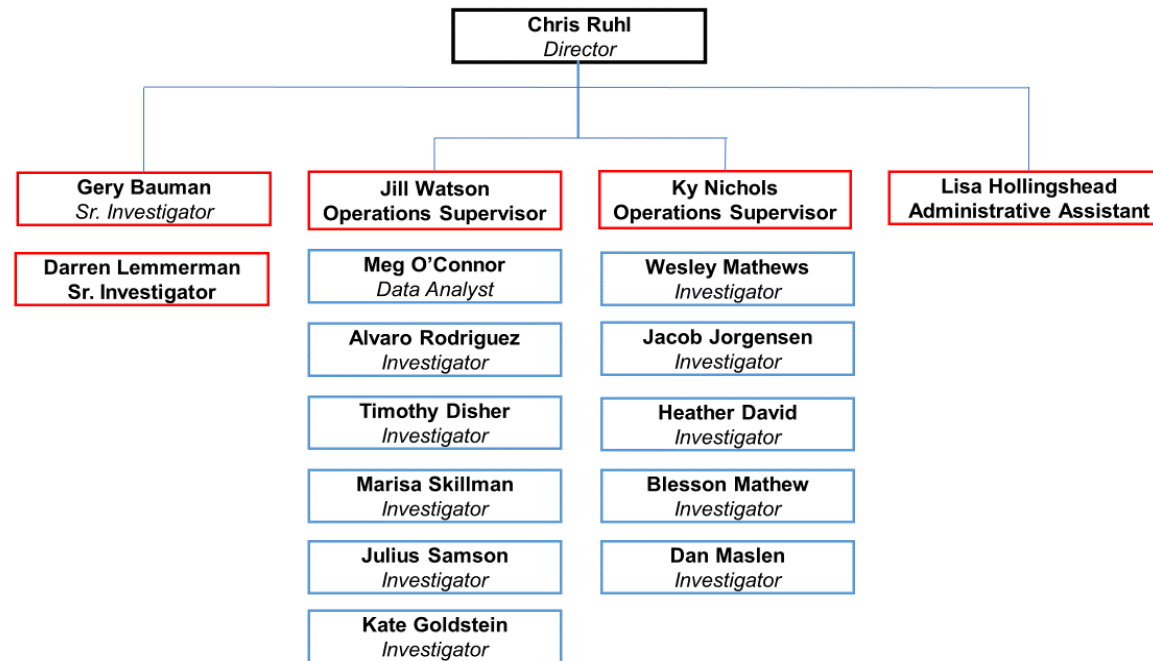 Chris Ruhl
Director
Gery Bauman
Sr. Investigator
Darren Lemmerman
Sr. Investigator
Jill Watson
Operations Supervisor
Meg O’Connor
Data Analyst
Alvaro Rodriguez
Investigator
Timothy Disher
Investigator
Marisa Skillman
Investigator
Julius Samson
Investigator
Kate Goldstein
Investigator
Ky Nichols
Operations Supervisor
Wesley Mathews
Investigator
Jacob Jorgensen
Investigator
Heather David
Investigator
Blesson Mathew
Investigator
Dan Maslen
Investigator
Lisa Hollingshead
Administrative Assistant